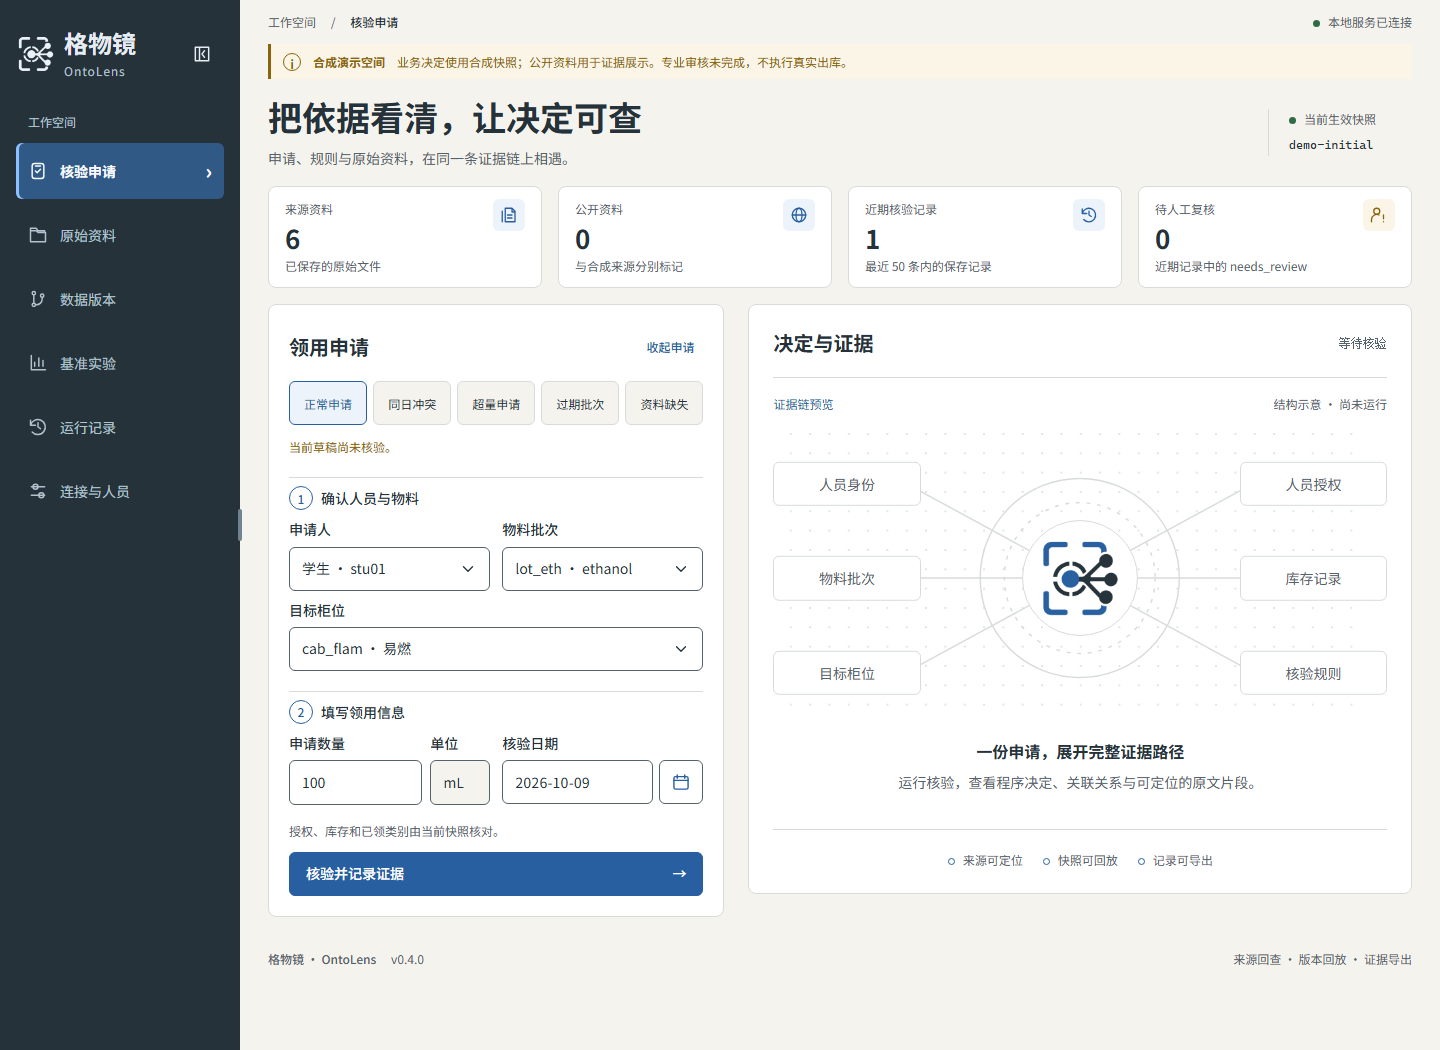 格物镜
OntoLens
工作空间
核验申请
原始资料
数据版本
基准实验
运行记录
连接与人员
工作空间 / 核验申请
本地服务已连接
合成演示空间 业务决定使用合成快照；公开资料用于证据展示。专业审核未完成，不执行真实出库。
把依据看清，让决定可查
申请、规则与原始资料，在同一条证据链上相遇。
当前生效快照
demo-initial
来源资料
6
已保存的原始文件
公开资料
0
与合成来源分别标记
近期核验记录
1
最近 50 条内的保存记录
待人工复核
0
近期记录中的 needs_review
领用申请
收起申请
正常申请
同日冲突
超量申请
过期批次
资料缺失
当前草稿尚未核验。
1 确认人员与物料
申请人
物料批次
学生 · stu01
lot_eth · ethanol
目标柜位
cab_flam · 易燃
2 填写领用信息
申请数量
单位
核验日期
100
mL
2026-10-09
授权、库存和已领类别由当前快照核对。
核验并记录证据 →
决定与证据
等待核验
证据链预览
结构示意 · 尚未运行
人员身份
人员授权
物料批次
库存记录
目标柜位
核验规则
一份申请，展开完整证据路径
运行核验，查看程序决定、关联关系与可定位的原文片段。
来源可定位
快照可回放
记录可导出
格物镜 · OntoLens v0.4.0
来源回查 · 版本回放 · 证据导出